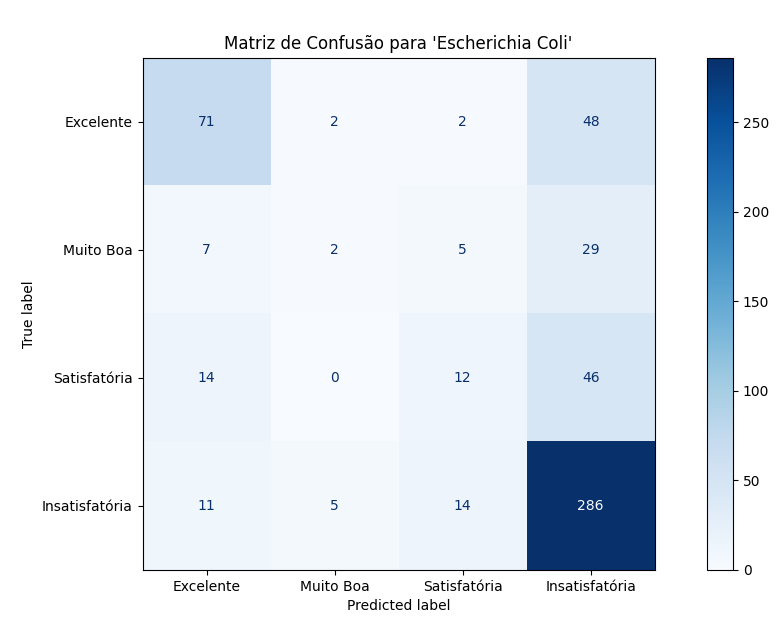 Matriz de Confusão para 'Escherichia Coli'
Excelente 71 2 2 48
Muito Boa 7 2 5 29
Satisfatória 14 0 12 46
Insatisfatória 11 5 14 286
Excelente Muito Boa Satisfatória Insatisfatória
Predicted label
True label
250
200
150
100
50
0